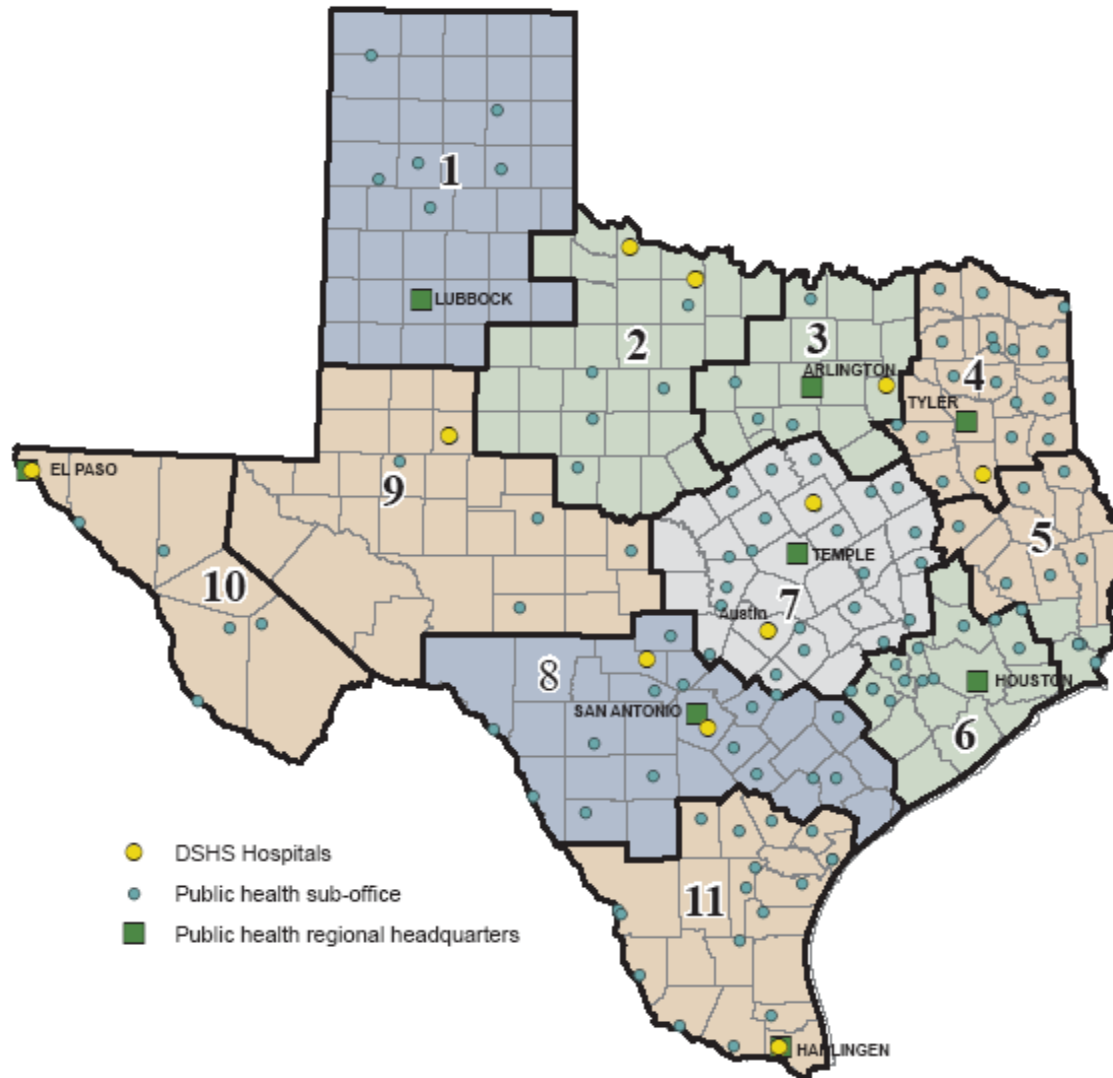 1
LUBBOCK
2
3
ARLINGTON
4
TYLER
EL PASO
9
5
10
TEMPLE
7
Austin
8
HOUSTON
SAN ANTONIO
6
DSHS Hospitals
Public health sub-office
11
Public health regional headquarters
HARLINGEN